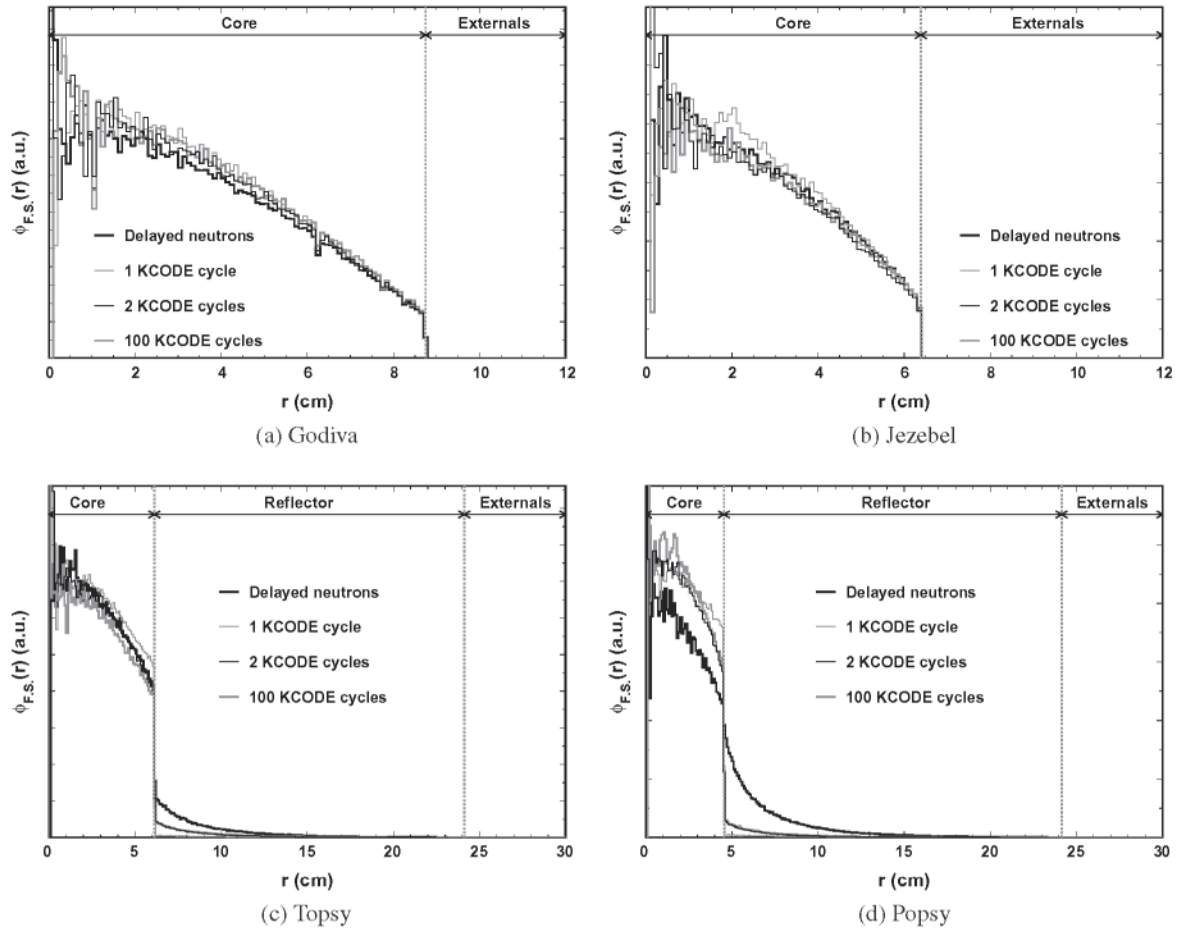 Core Externals
ϕF.S.(r) (a.u.)
Delayed neutrons
1 KCODE cycle
2 KCODE cycles
100 KCODE cycles
0 2 4 6 8 10 12
r (cm)
(a) Godiva
Core Externals
ϕF.S.(r) (a.u.)
Delayed neutrons
1 KCODE cycle
2 KCODE cycles
100 KCODE cycles
0 2 4 6 8 10 12
r (cm)
(b) Jezebel
Core Reflector Externals
ϕF.S.(r) (a.u.)
Delayed neutrons
1 KCODE cycle
2 KCODE cycles
100 KCODE cycles
0 5 10 15 20 25 30
r (cm)
(c) Topsy
Core Reflector Externals
ϕF.S.(r) (a.u.)
Delayed neutrons
1 KCODE cycle
2 KCODE cycles
100 KCODE cycles
0 5 10 15 20 25 30
r (cm)
(d) Popsy